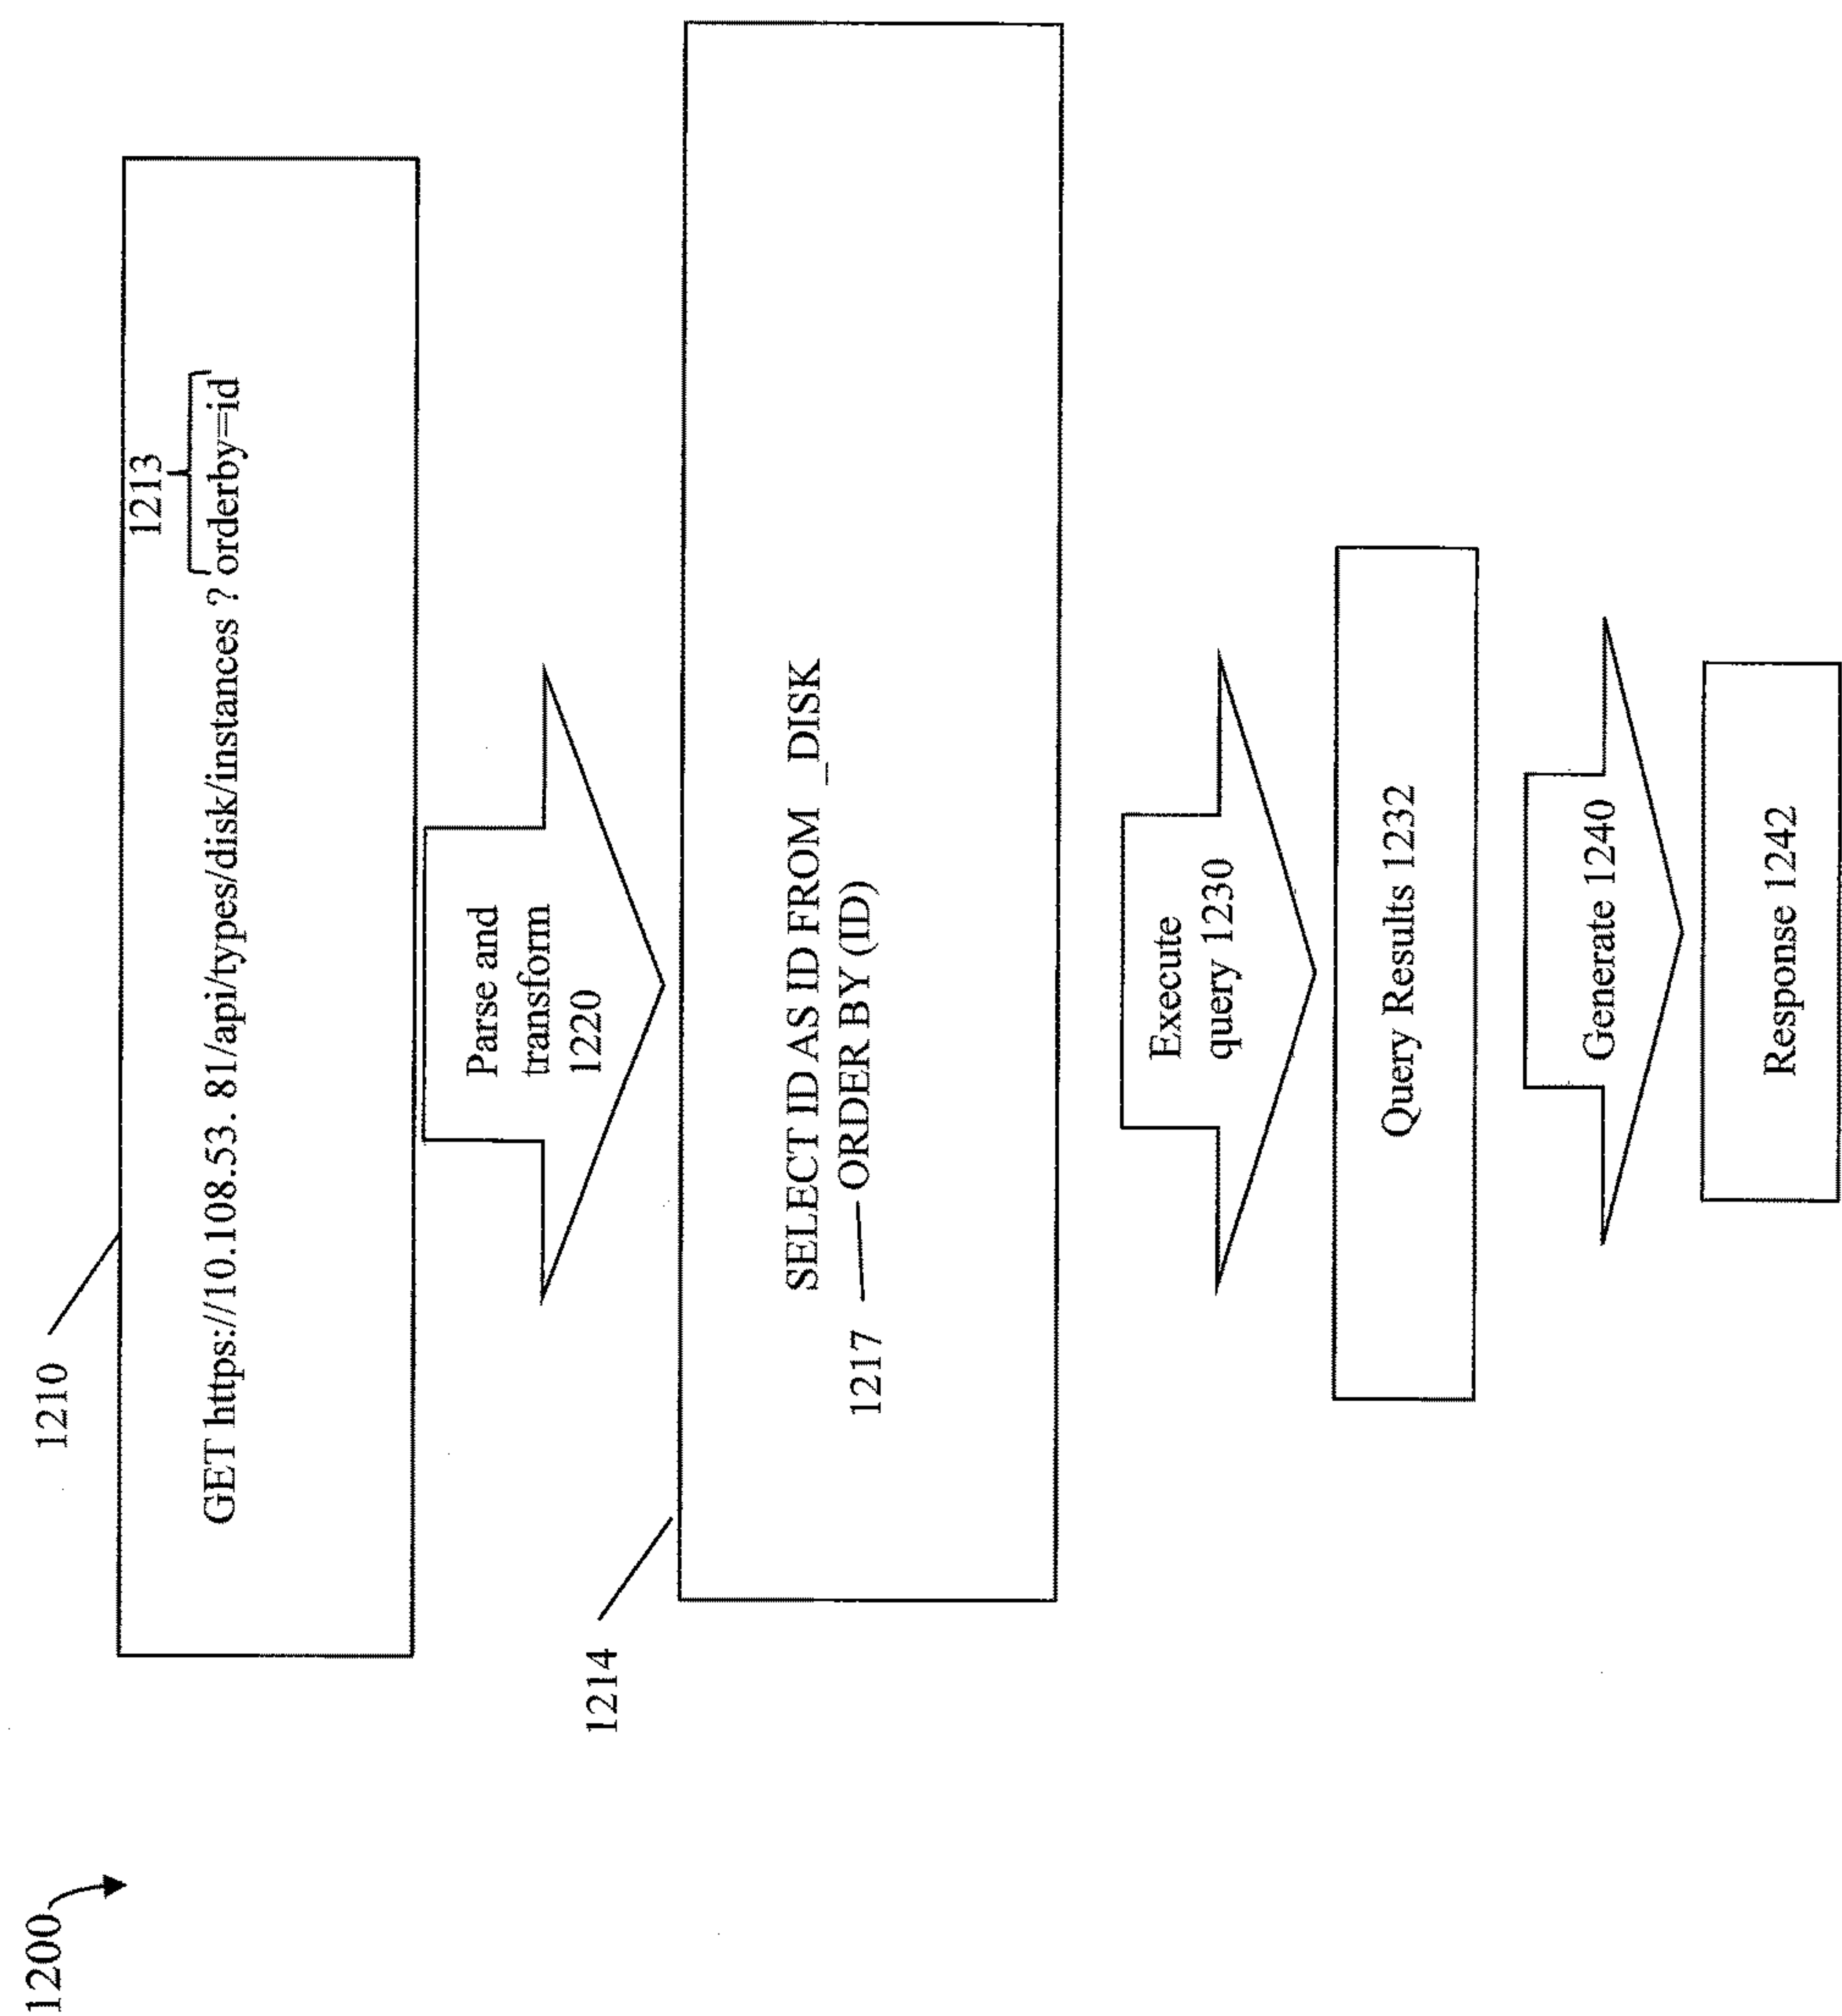 1200
1210
1213
GET https://10.108.53. 81/api/types/disk/instances ? orderby=id
Parse and
transform
1220
1214
SELECT ID AS ID FROM _DISK
1217 ORDER BY (ID)
Execute
query 1230
Query Results 1232
Generate 1240
Response 1242